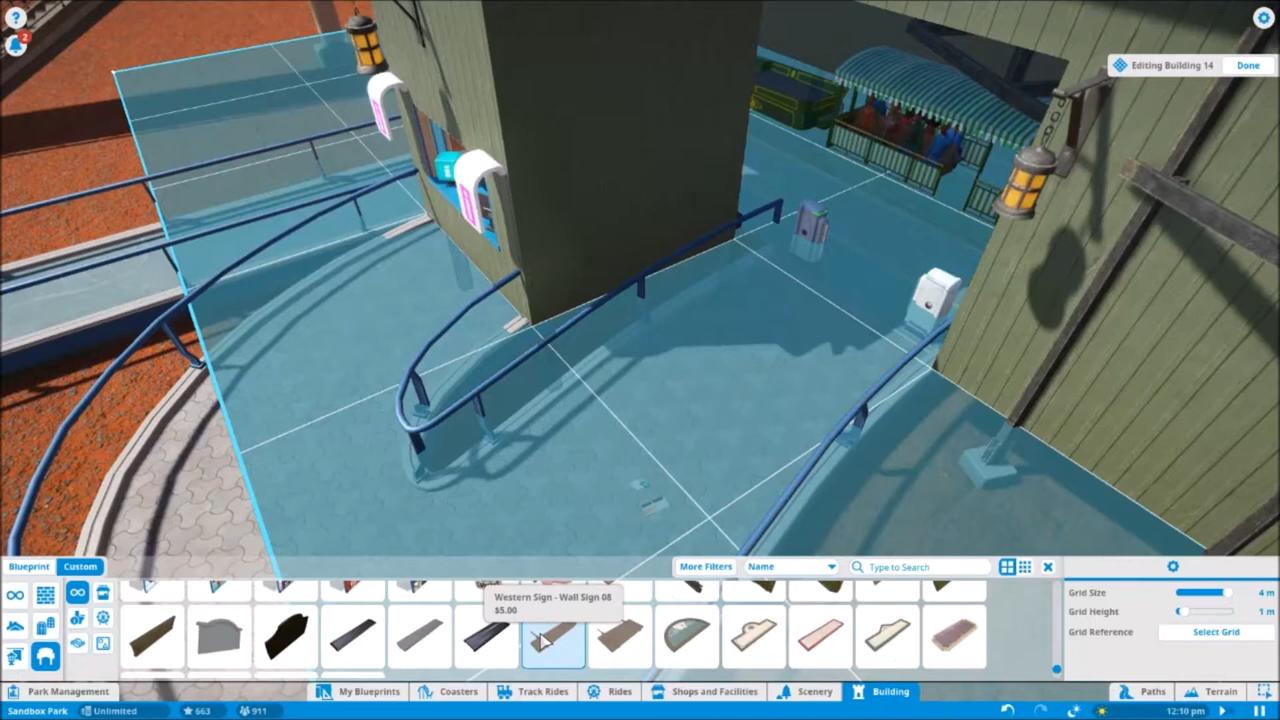 ?
2
Editing Building 14
Done
Blueprint
Custom
More Filters
Name
Type to Search
Western Sign - Wall Sign 08
$5.00
Grid Size
4 m
Grid Height
1 m
Grid Reference
Select Grid
Park Management
My Blueprints
Coasters
Track Rides
Rides
Shops and Facilities
Scenery
Building
Paths
Terrain
Sandbox Park
Unlimited
663
911
12:10 pm